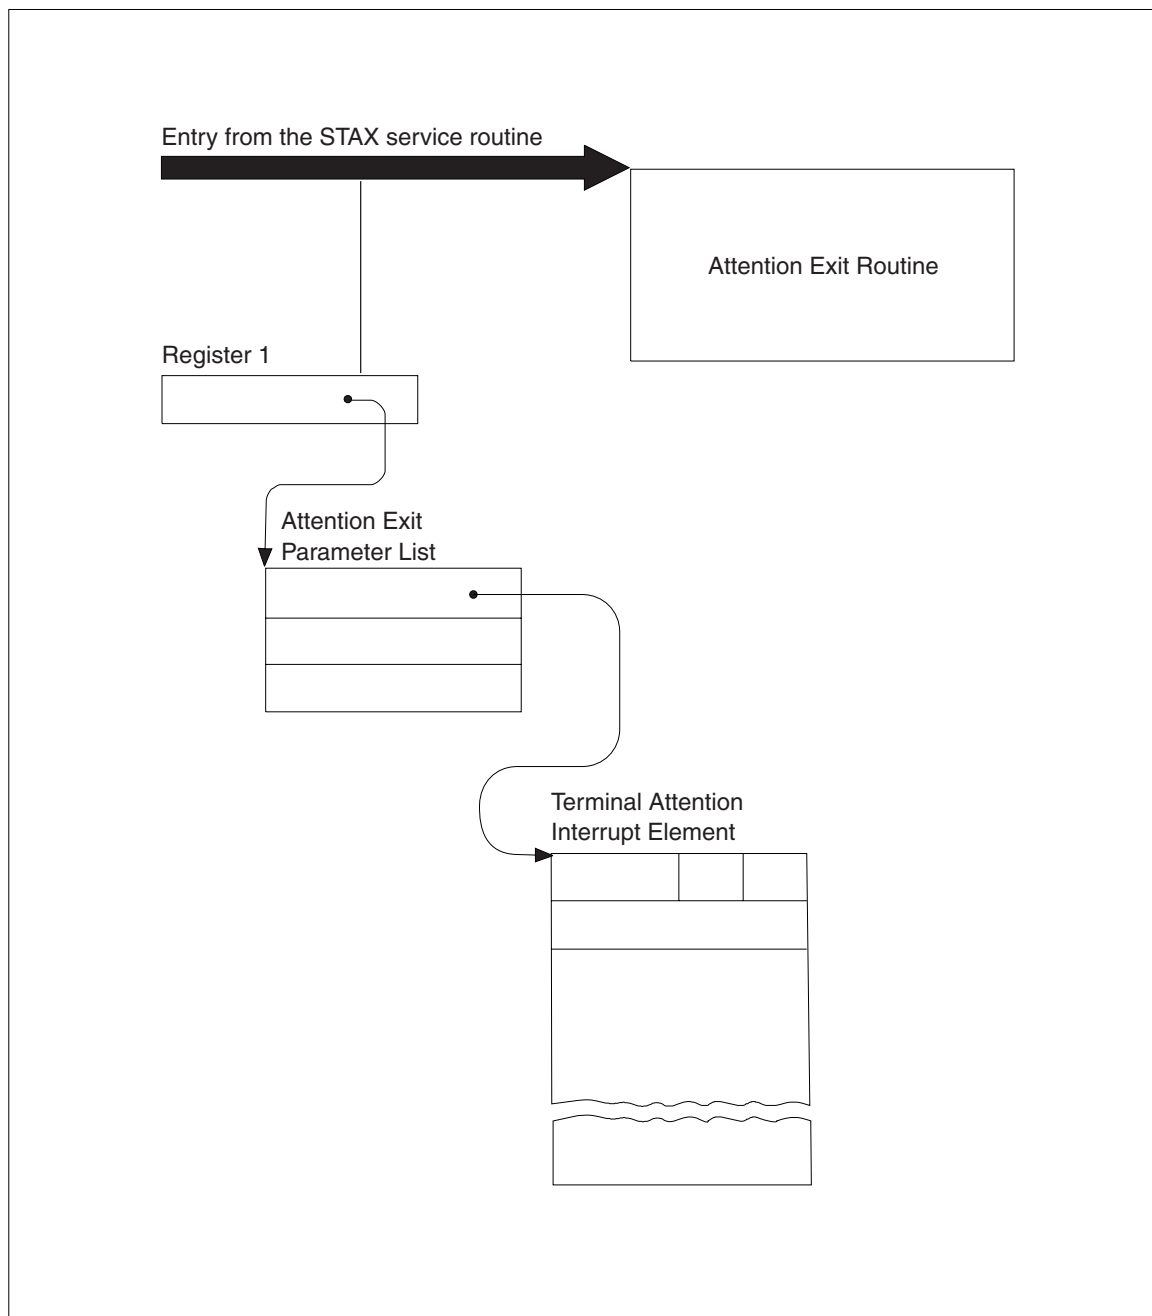 Entry from the STAX service routine
Attention Exit Routine
Register 1
Attention Exit
Parameter List
Terminal Attention
Interrupt Element